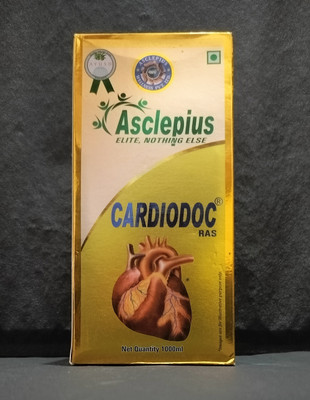 Asclepius
ELITE, NOTHING ELSE
CARDIODOC®
RAS
Net Quantity 1000ml